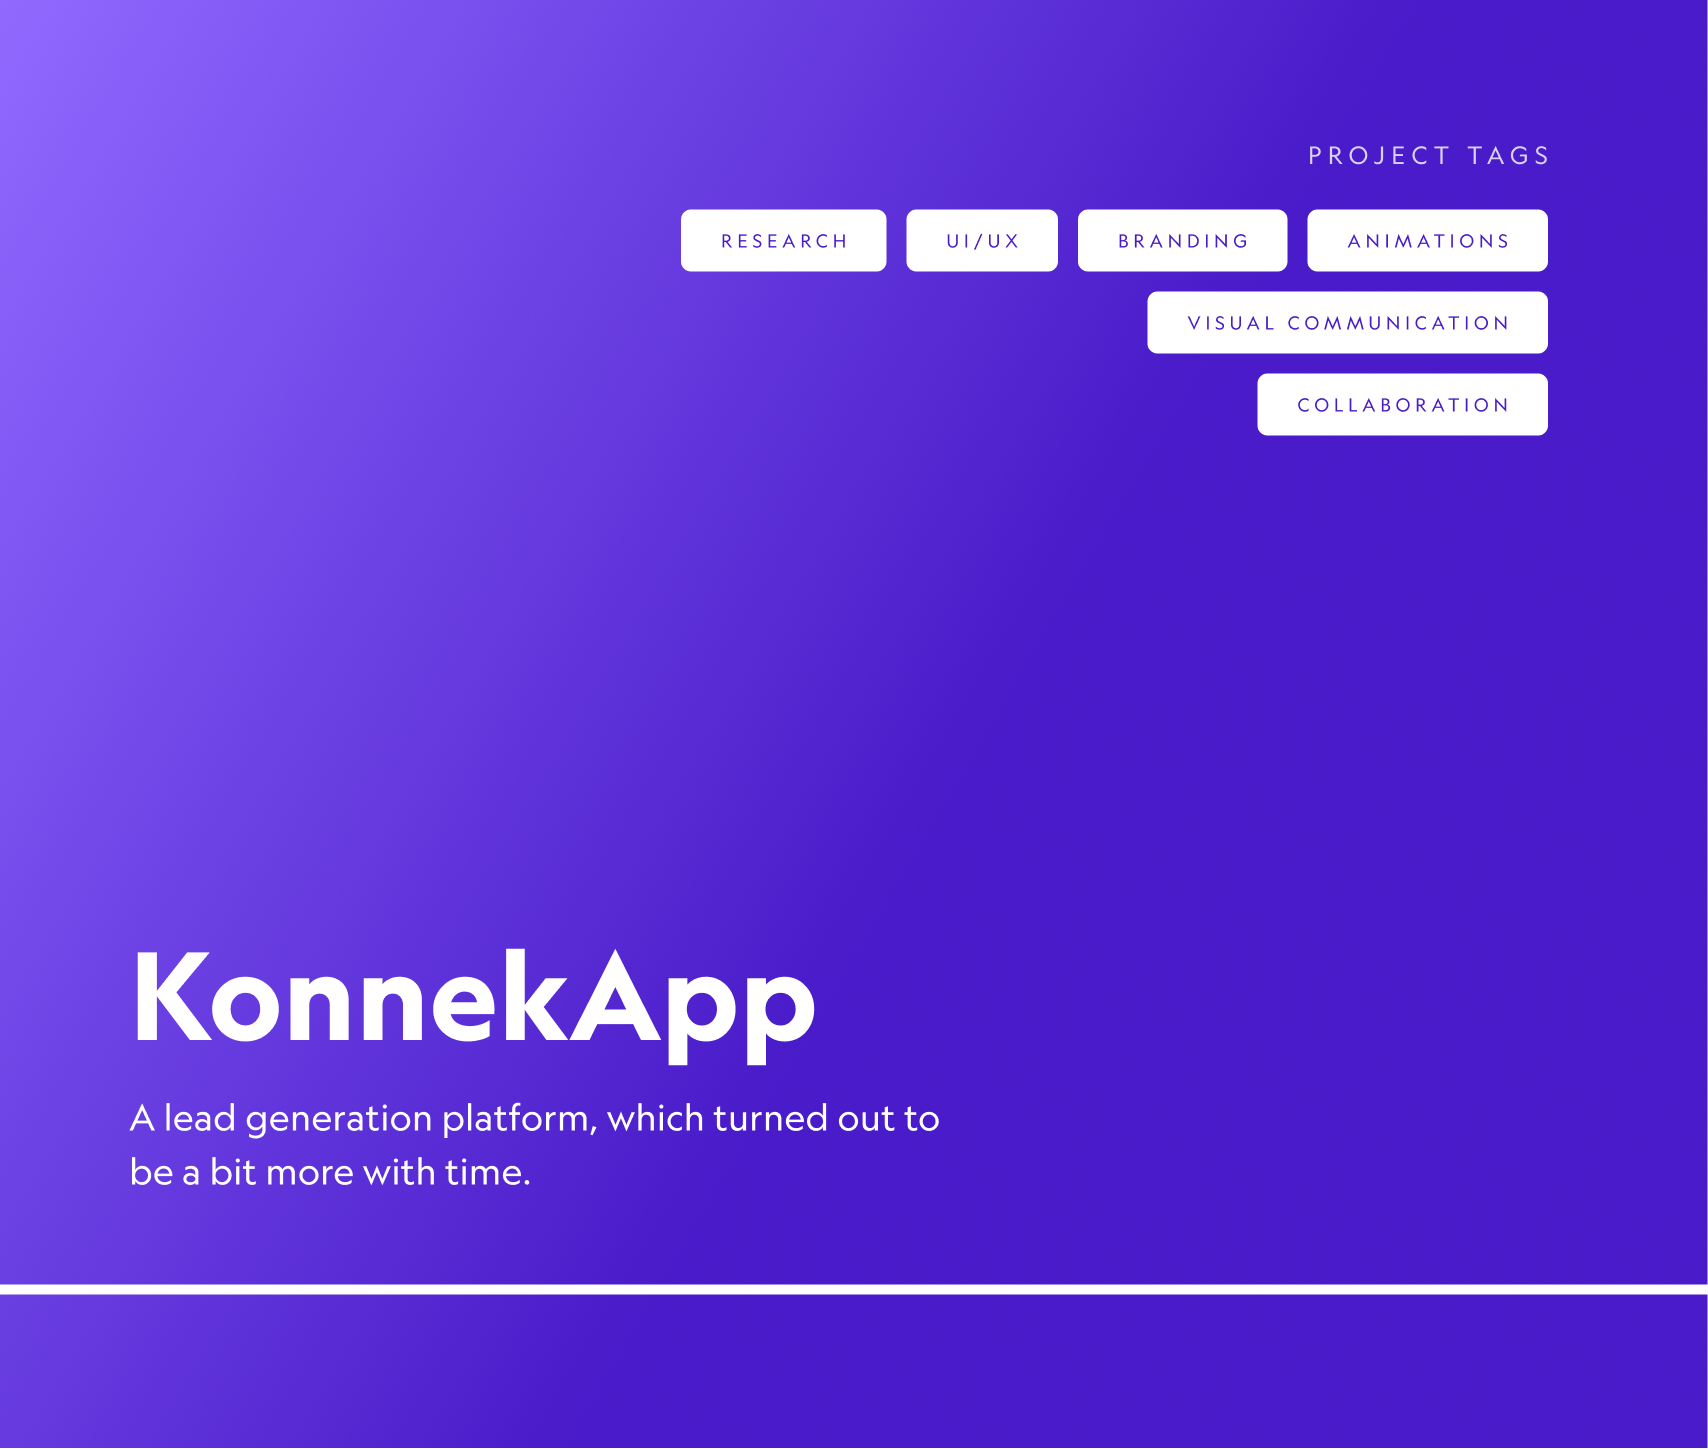 PROJECT TAGS
RESEARCH UI/UX BRANDING ANIMATIONS
VISUAL COMMUNICATION
COLLABORATION
KonnekApp
A lead generation platform, which turned out to
be a bit more with time.